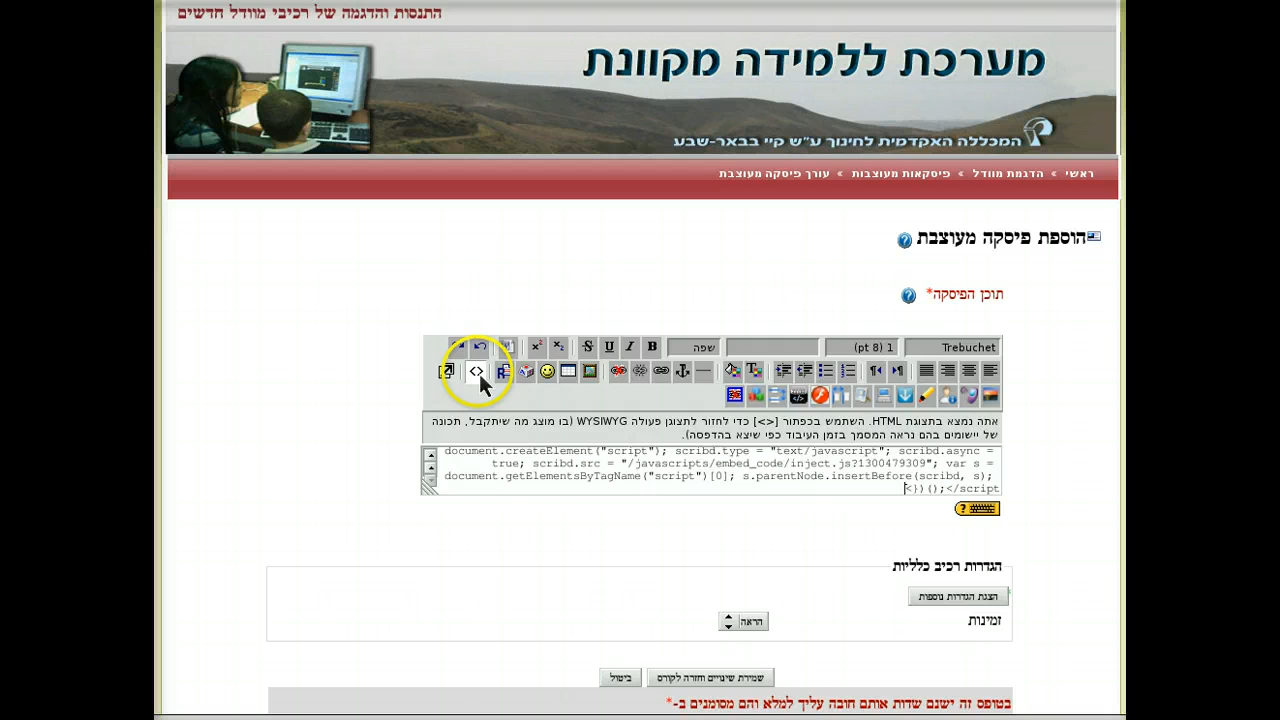 התנסות והדגמה של רכיבי מוודל חדשים
מערכת ללמידה מקוונת
המכללה האקדמית לחינוך ע"ש קיי בבאר-שבע
ראשי » הדגמת מוודל » פיסקאות מעוצבות » עורך פיסקה מעוצבת
הוספת פיסקה מעוצבת
תוכן הפיסקה*
Trebuchet 1 (8 pt) שפה B I U S x₂ x²
אתה נמצא בתצוגת HTML. השתמש בכפתור [<>] כדי לחזור לתצוגן פעולה WYSIWYG (בו מוצג מה שיתקבל, תכונה
של יישומים בהם נראה המסמך בזמן העיבוד כפי שיצא בהדפסה).
document.createElement("script"); scribd.type = "text/javascript"; scribd.async =
true; scribd.src = "/javascripts/embed_code/inject.js?1300479309"; var s =
document.getElementsByTagName("script")[0]; s.parentNode.insertBefore(scribd, s);
<})();</script
הגדרות רכיב כלליות
הצגת הגדרות נוספות
זמינות הראה
שמירת שינויים וחזרה לקורס ביטול
בטופס זה ישנם שדות אותם חובה עליך למלא והם מסומנים ב-*